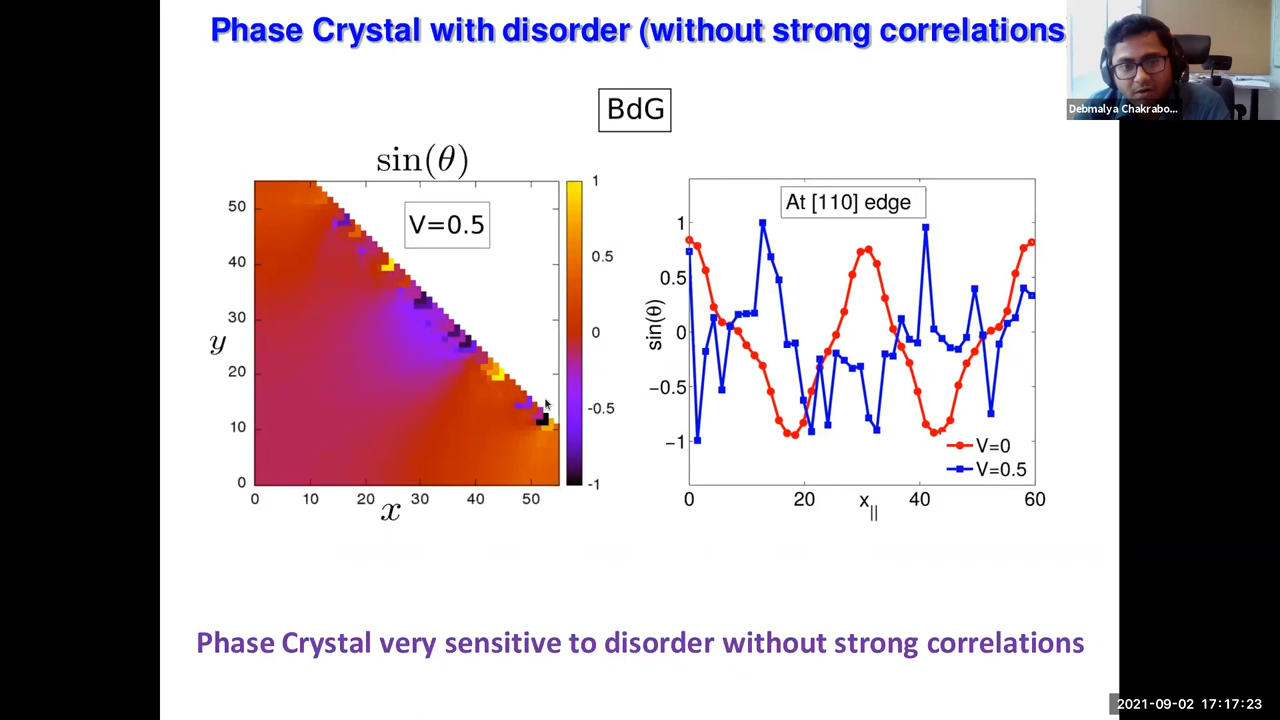 Phase Crystal with disorder (without strong correlations
Debmalya Chakrabo...
BdG
sin(θ)
V=0.5
50
40
30
20
10
0
y
0 10 20 30 40 50
x
1
0.5
0
-0.5
-1
At [110] edge
1
0.5
0
−0.5
−1
sin(θ)
V=0
V=0.5
0 20 40 60
x||
Phase Crystal very sensitive to disorder without strong correlations
2021-09-02 17:17:23